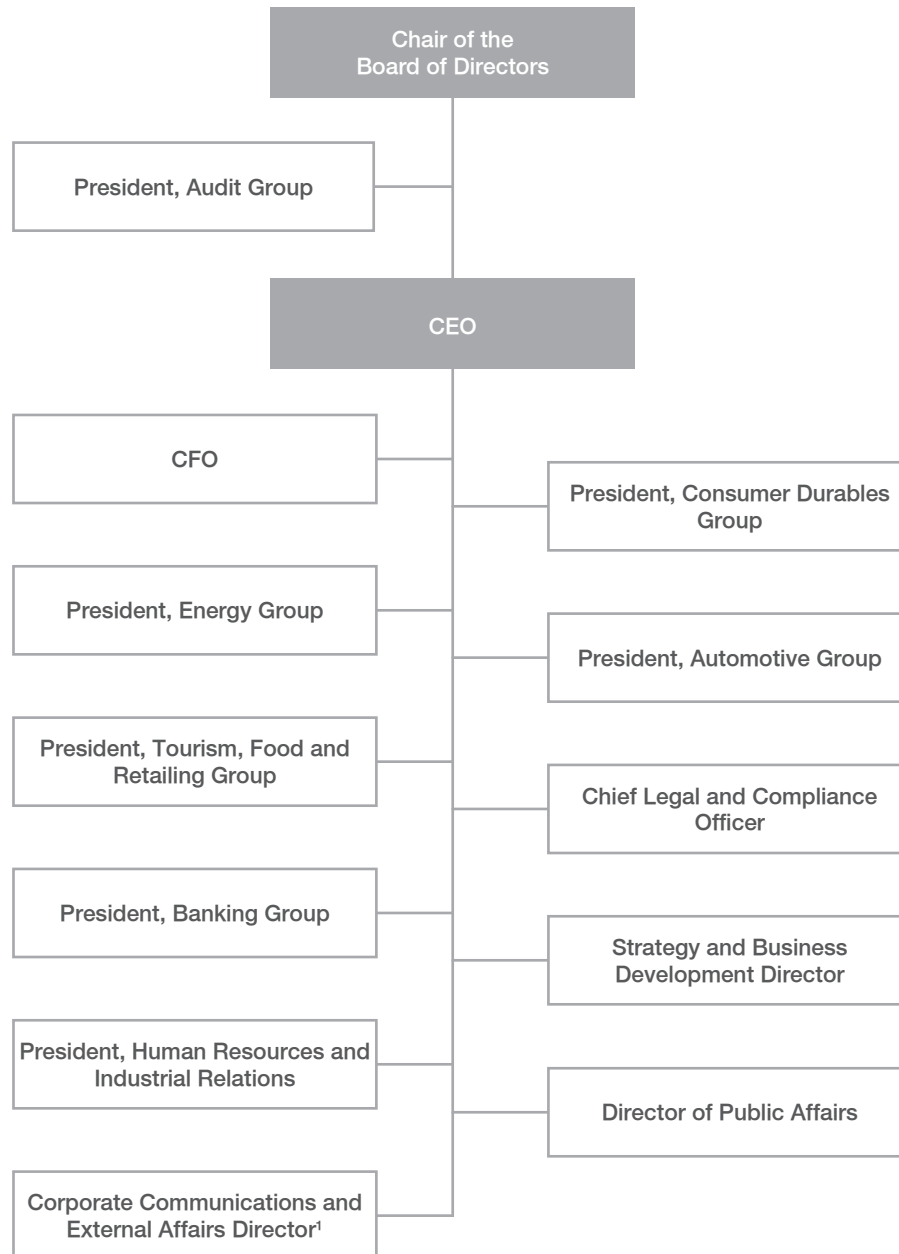 Chair of the
Board of Directors
President, Audit Group
CEO
CFO
President, Consumer Durables
Group
President, Energy Group
President, Automotive Group
President, Tourism, Food and
Retailing Group
Chief Legal and Compliance
Officer
President, Banking Group
Strategy and Business
Development Director
President, Human Resources and
Industrial Relations
Director of Public Affairs
Corporate Communications and
External Affairs Director¹